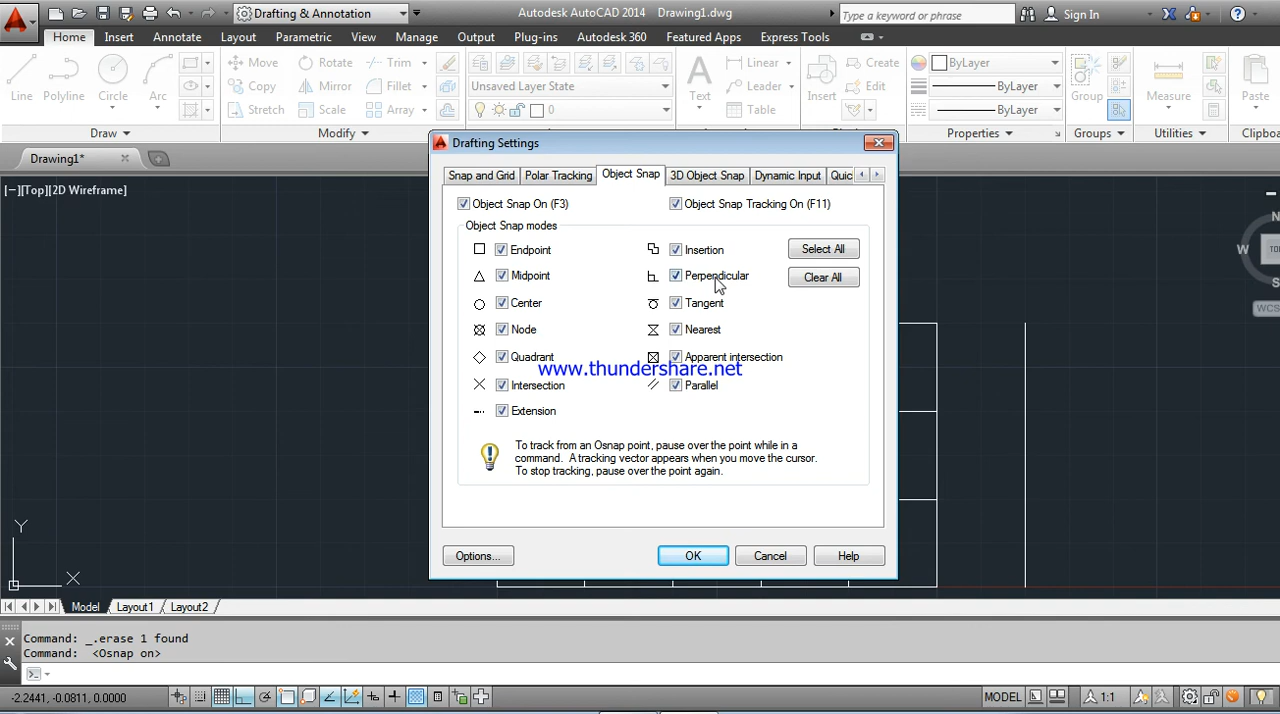 Drafting & Annotation
Autodesk AutoCAD 2014 Drawing1.dwg
Type a keyword or phrase
Sign In
Home Insert Annotate Layout Parametric View Manage Output Plug-ins Autodesk 360 Featured Apps Express Tools
Move Rotate Trim
Linear
Create
ByLayer
Copy Mirror Fillet
Unsaved Layer State
Leader
Edit
ByLayer
Line Polyline Circle Arc
Stretch Scale Array
0
Text
Table
Insert
ByLayer
Group
Measure
Paste
Draw Modify
Properties Groups Utilities
Drawing1*
Drafting Settings
[−][Top][2D Wireframe]
Snap and Grid Polar Tracking Object Snap 3D Object Snap Dynamic Input Quic
Object Snap On (F3) Object Snap Tracking On (F11)
Object Snap modes
Endpoint Insertion Select All
Midpoint Perpendicular Clear All
Center Tangent
Node Nearest
Quadrant Apparent intersection
www.thundershare.net
Intersection Parallel
Extension
To track from an Osnap point, pause over the point while in a
command. A tracking vector appears when you move the cursor.
To stop tracking, pause over the point again.
Options... OK Cancel Help
N
W
S
WCS
Y
X
Model Layout1 Layout2
Command: _.erase 1 found
Command: <Osnap on>
-2.2441, -0.0811, 0.0000
MODEL
1:1